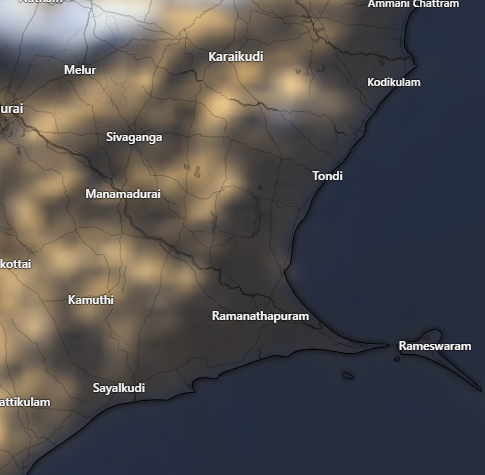 Ammani Chattram
Karaikudi
Melur
Kodikulam
urai
Sivaganga
Tondi
Manamadurai
kottai
Kamuthi
Ramanathapuram
Rameswaram
Sayalkudi
attikulam